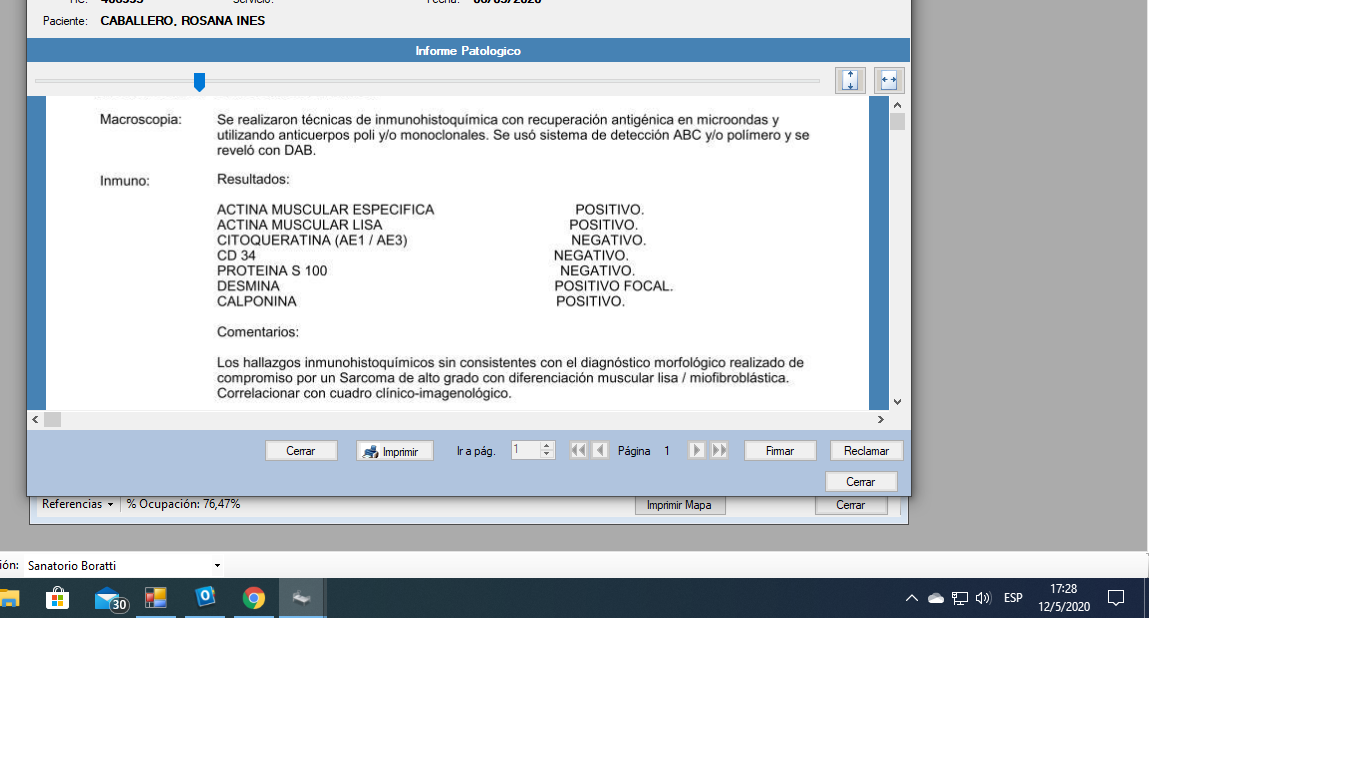 Paciente: CABALLERO, ROSANA INES
Informe Patologico
Macroscopia: Se realizaron técnicas de inmunohistoquímica con recuperación antigénica en microondas y
utilizando anticuerpos poli y/o monoclonales. Se usó sistema de detección ABC y/o polímero y se
reveló con DAB.
Inmuno: Resultados:
ACTINA MUSCULAR ESPECIFICA POSITIVO.
ACTINA MUSCULAR LISA POSITIVO.
CITOQUERATINA (AE1 / AE3) NEGATIVO.
CD 34 NEGATIVO.
PROTEINA S 100 NEGATIVO.
DESMINA POSITIVO FOCAL.
CALPONINA POSITIVO.
Comentarios:
Los hallazgos inmunohistoquímicos sin consistentes con el diagnóstico morfológico realizado de
compromiso por un Sarcoma de alto grado con diferenciación muscular lisa / miofibroblástica.
Correlacionar con cuadro clínico-imagenológico.
Cerrar Imprimir Ir a pág. 1 Página 1 Firmar Reclamar
Cerrar
Referencias % Ocupación: 76,47% Imprimir Mapa Cerrar
ión: Sanatorio Boratti
30 ESP 17:28
12/5/2020